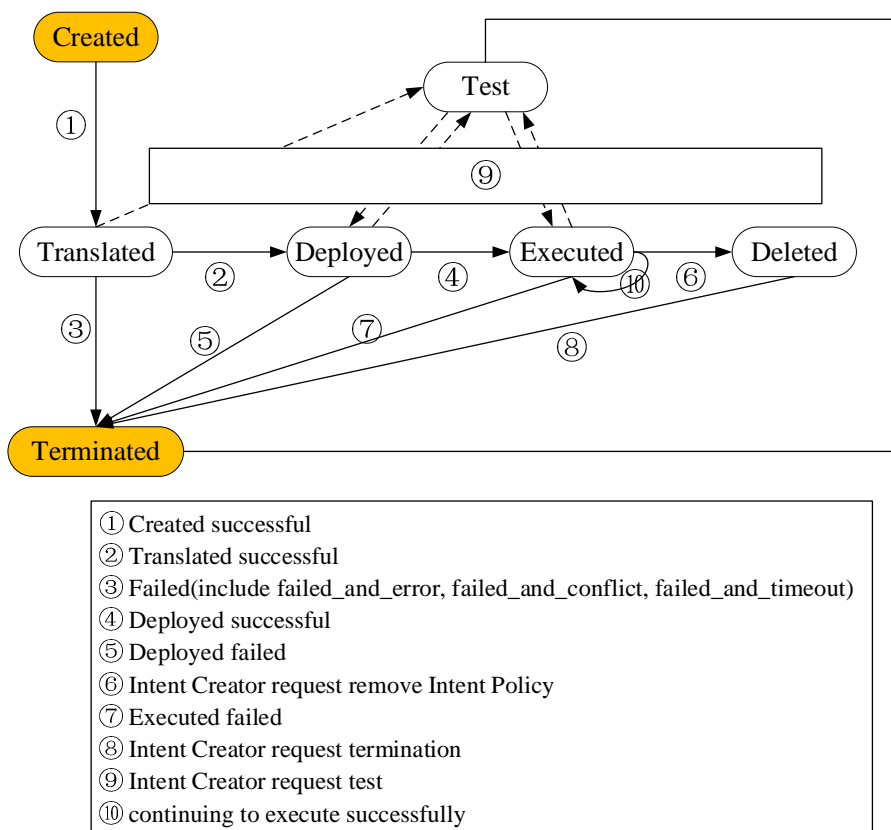 Created
Test
①
⑨
Translated
Deployed
Executed
Deleted
②
④
⑥
⑩
③
⑤
⑦
⑧
Terminated
① Created successful
② Translated successful
③ Failed(include failed_and_error, failed_and_conflict, failed_and_timeout)
④ Deployed successful
⑤ Deployed failed
⑥ Intent Creator request remove Intent Policy
⑦ Executed failed
⑧ Intent Creator request termination
⑨ Intent Creator request test
⑩ continuing to execute successfully